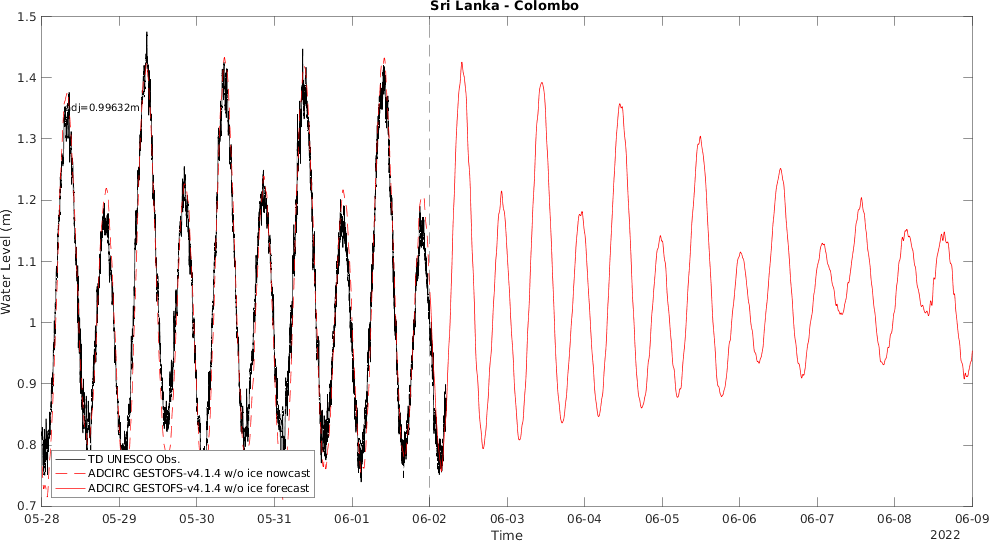 Sri Lanka - Colombo
1.5
1.4
1.3
1.2
1.1
1
0.9
0.8
0.7
Water Level (m)
adj=0.99632m
TD UNESCO Obs.
ADCIRC GESTOFS-v4.1.4 w/o ice nowcast
ADCIRC GESTOFS-v4.1.4 w/o ice forecast
05-28 05-29 05-30 05-31 06-01 06-02 06-03 06-04 06-05 06-06 06-07 06-08 06-09
Time
2022